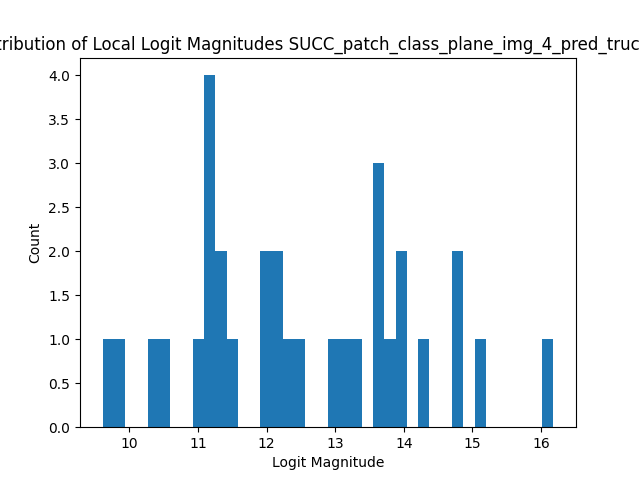 tribution of Local Logit Magnitudes SUCC_patch_class_plane_img_4_pred_truc
4.0
3.5
3.0
2.5
2.0
1.5
1.0
0.5
0.0
Count
10 11 12 13 14 15 16
Logit Magnitude